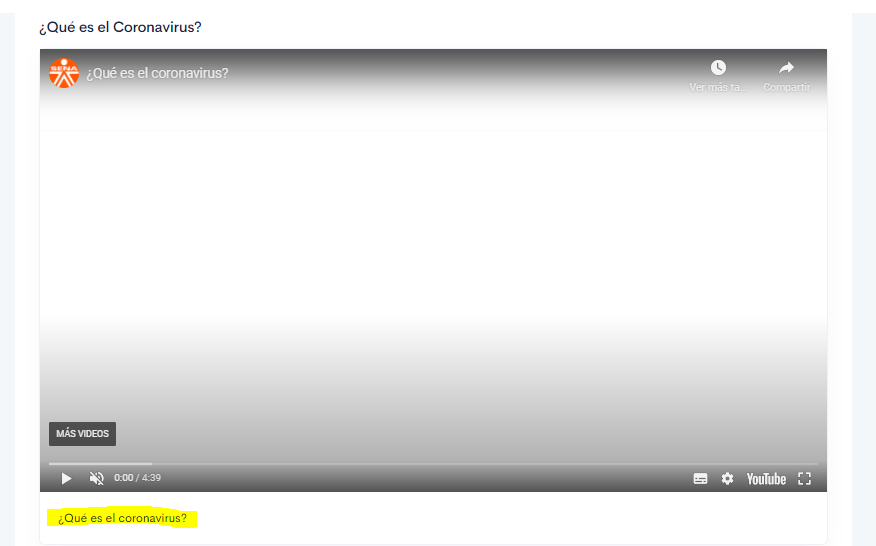 ¿Qué es el Coronavirus?
SENA
¿Qué es el coronavirus?
Ver más ta...
Compartir
MÁS VIDEOS
0:00 / 4:39
YouTube
¿Qué es el coronavirus?